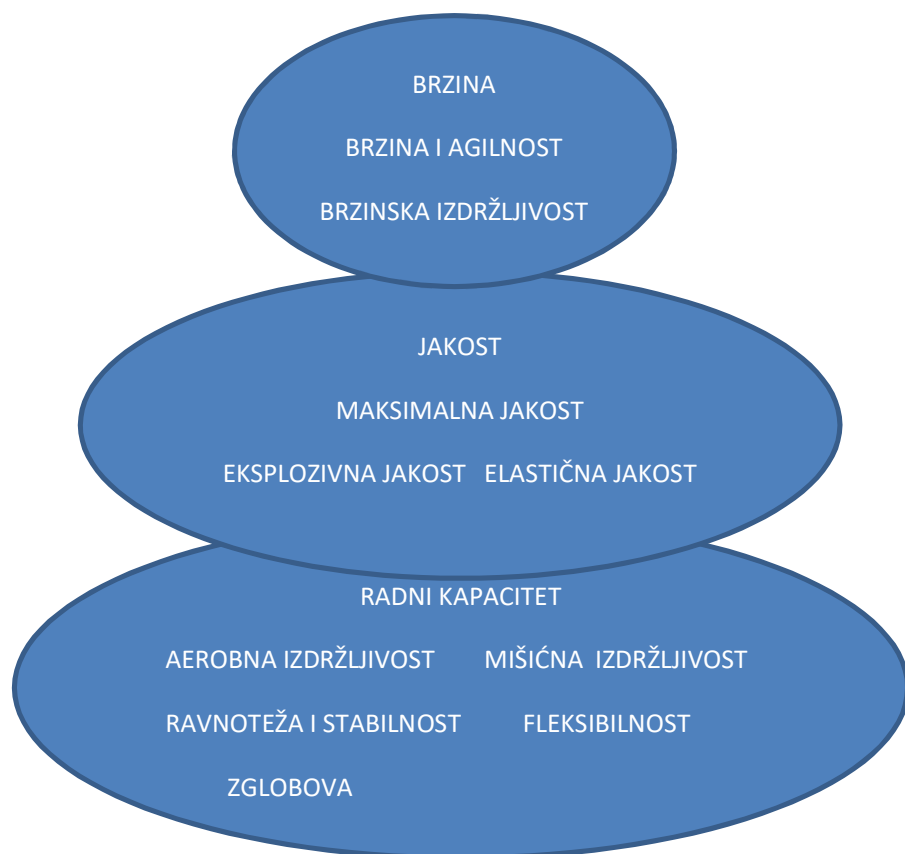 BRZINA
BRZINA I AGILNOST
BRZINSKA IZDRŽLJIVOST
JAKOST
MAKSIMALNA JAKOST
EKSPLOZIVNA JAKOST ELASTIČNA JAKOST
RADNI KAPACITET
AEROBNA IZDRŽLJIVOST MIŠIĆNA IZDRŽLJIVOST
RAVNOTEŽA I STABILNOST FLEKSIBILNOST
ZGLOBOVA